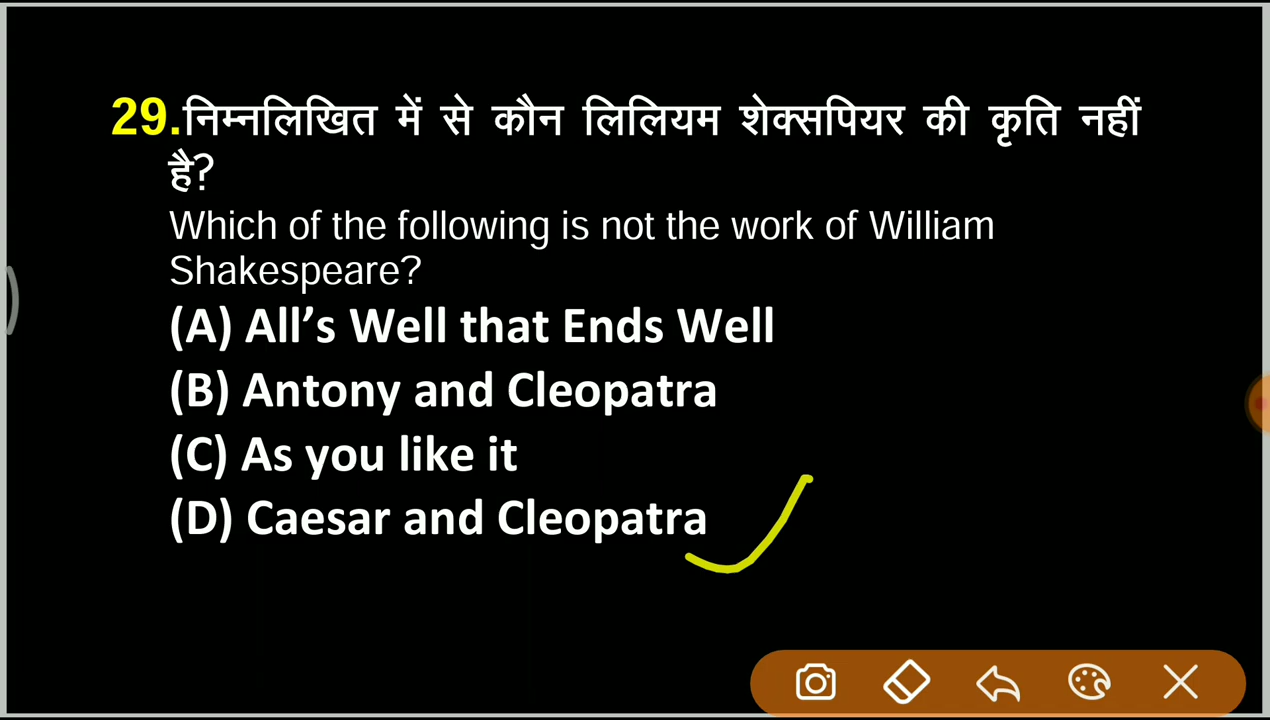 29.निम्नलिखित में से कौन लिलियम शेक्सपियर की कृति नहीं
है?
Which of the following is not the work of William
Shakespeare?
(A) All’s Well that Ends Well
(B) Antony and Cleopatra
(C) As you like it
(D) Caesar and Cleopatra